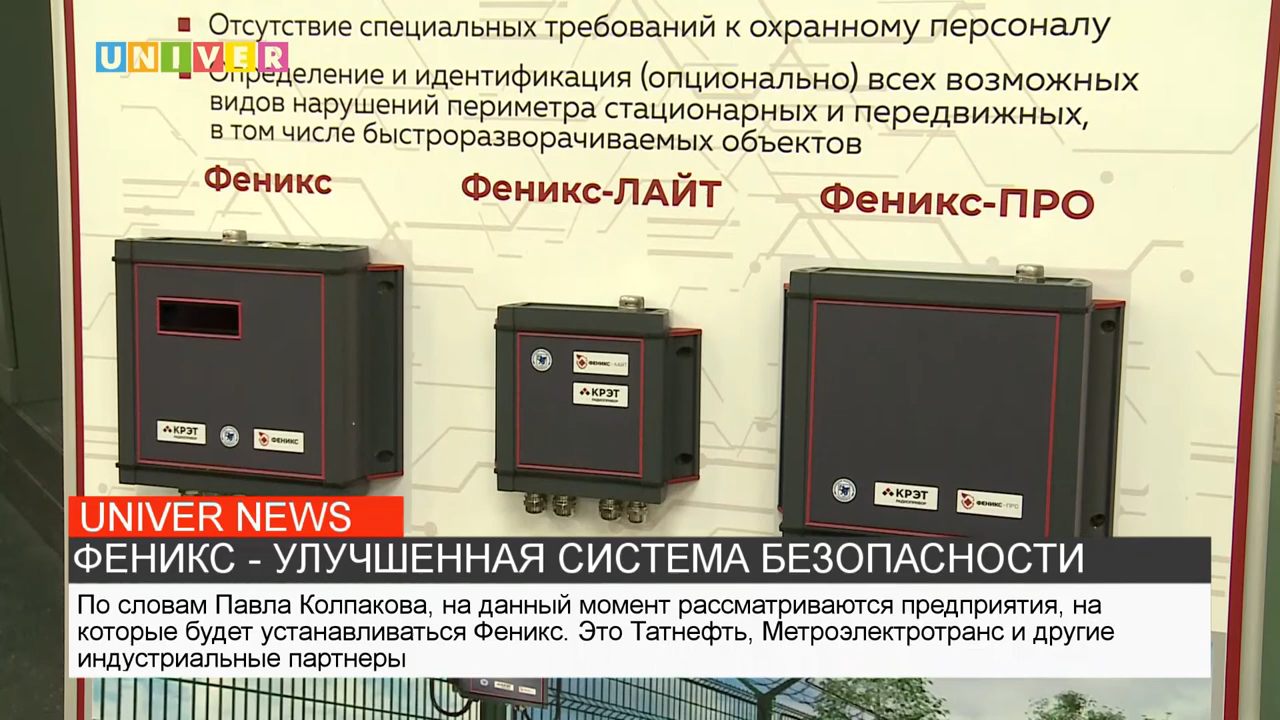 Отсутствие специальных требований к охранному персоналу
UNIVER
Определение и идентификация (опционально) всех возможных
видов нарушений периметра стационарных и передвижных,
в том числе быстроразворачиваемых объектов
Феникс
Феникс-ЛАЙТ
Феникс-ПРО
ФЕНИКС-ЛАЙТ
КРЭТ
РАДИОПРИБОР
КРЭТ
РАДИОПРИБОР
ФЕНИКС
КРЭТ
РАДИОПРИБОР
ФЕНИКС-ПРО
UNIVER NEWS
ФЕНИКС - УЛУЧШЕННАЯ СИСТЕМА БЕЗОПАСНОСТИ
По словам Павла Колпакова, на данный момент рассматриваются предприятия, на
которые будет устанавливаться Феникс. Это Татнефть, Метроэлектротранс и другие
индустриальные партнеры